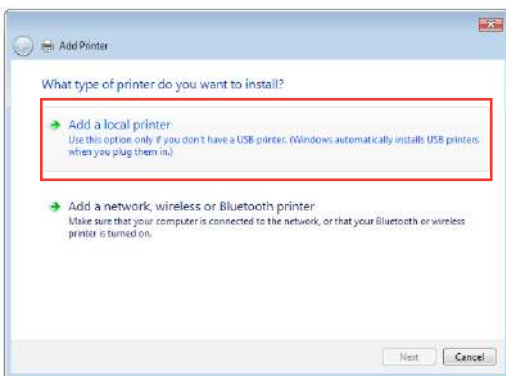 Add Printer
What type of printer do you want to install?
Add a local printer
Use this option only if you don't have a USB printer. (Windows automatically installs USB printers
when you plug them in.)
Add a network, wireless or Bluetooth printer
Make sure that your computer is connected to the network, or that your Bluetooth or wireless
printer is turned on.
Next Cancel